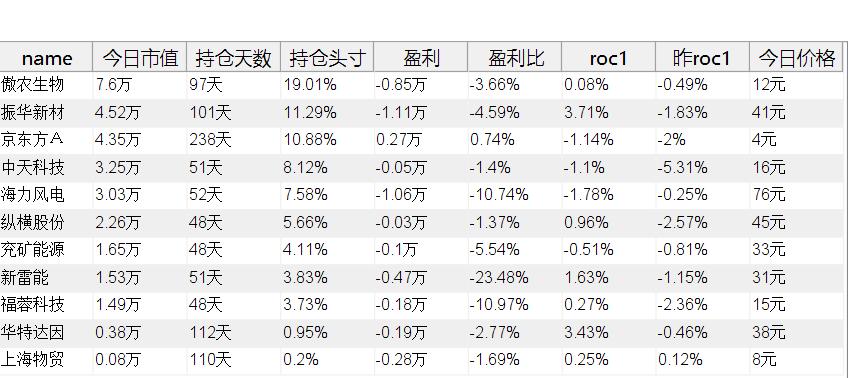 name 今日市值 持仓天数 持仓头寸 盈利 盈利比 roc1 昨roc1 今日价格
傲农生物 7.6万 97天 19.01% -0.85万 -3.66% 0.08% -0.49% 12元
振华新材 4.52万 101天 11.29% -1.11万 -4.59% 3.71% -1.83% 41元
京东方Ａ 4.35万 238天 10.88% 0.27万 0.74% -1.14% -2% 4元
中天科技 3.25万 51天 8.12% -0.05万 -1.4% -1.1% -5.31% 16元
海力风电 3.03万 52天 7.58% -1.06万 -10.74% -1.78% -0.25% 76元
纵横股份 2.26万 48天 5.66% -0.03万 -1.37% 0.96% -2.57% 45元
兖矿能源 1.65万 48天 4.11% -0.1万 -5.54% -0.51% -0.81% 33元
新雷能 1.53万 51天 3.83% -0.47万 -23.48% 1.63% -1.15% 31元
福蓉科技 1.49万 48天 3.73% -0.18万 -10.97% 0.27% -2.36% 15元
华特达因 0.38万 112天 0.95% -0.19万 -2.77% 3.43% -0.46% 38元
上海物贸 0.08万 110天 0.2% -0.28万 -1.69% 0.25% 0.12% 8元